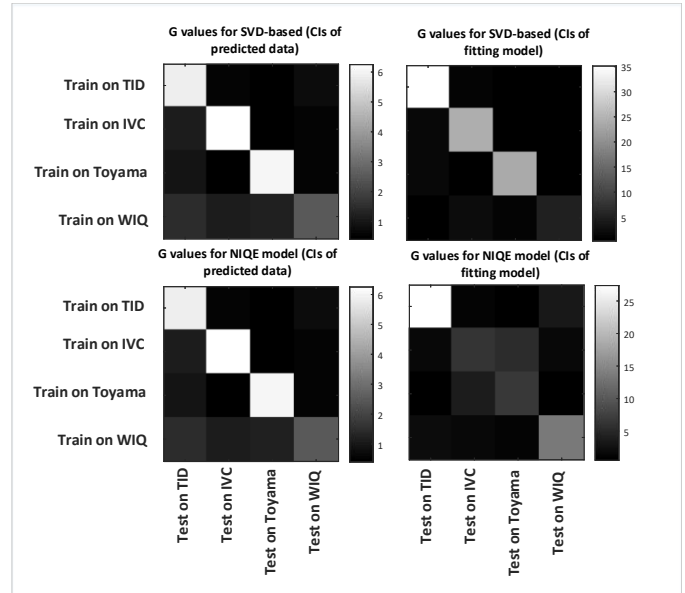 G values for SVD-based (CIs of
predicted data)
G values for SVD-based (CIs of
fitting model)
Train on TID
Train on IVC
Train on Toyama
Train on WIQ
6
5
4
3
2
1
35
30
25
20
15
10
5
G values for NIQE model (CIs of
predicted data)
G values for NIQE model (CIs of
fitting model)
Train on TID
Train on IVC
Train on Toyama
Train on WIQ
6
5
4
3
2
1
25
20
15
10
5
Test on TID
Test on IVC
Test on Toyama
Test on WIQ
Test on TID
Test on IVC
Test on Toyama
Test on WIQ